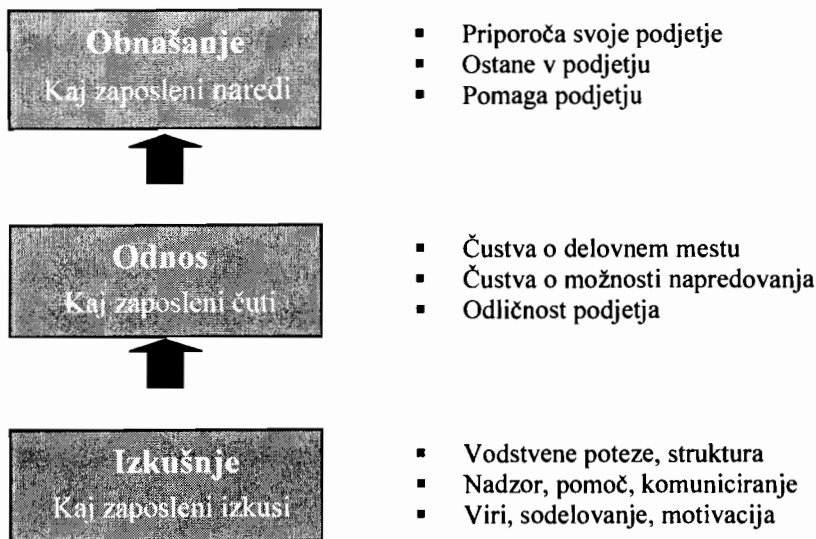 Obnašanje
Kaj zaposleni naredi
▪ Priporoča svoje podjetje
▪ Ostane v podjetju
▪ Pomaga podjetju
Odnos
Kaj zaposleni čuti
▪ Čustva o delovnem mestu
▪ Čustva o možnosti napredovanja
▪ Odličnost podjetja
Izkušnje
Kaj zaposleni izkusi
▪ Vodstvene poteze, struktura
▪ Nadzor, pomoč, komuniciranje
▪ Viri, sodelovanje, motivacija